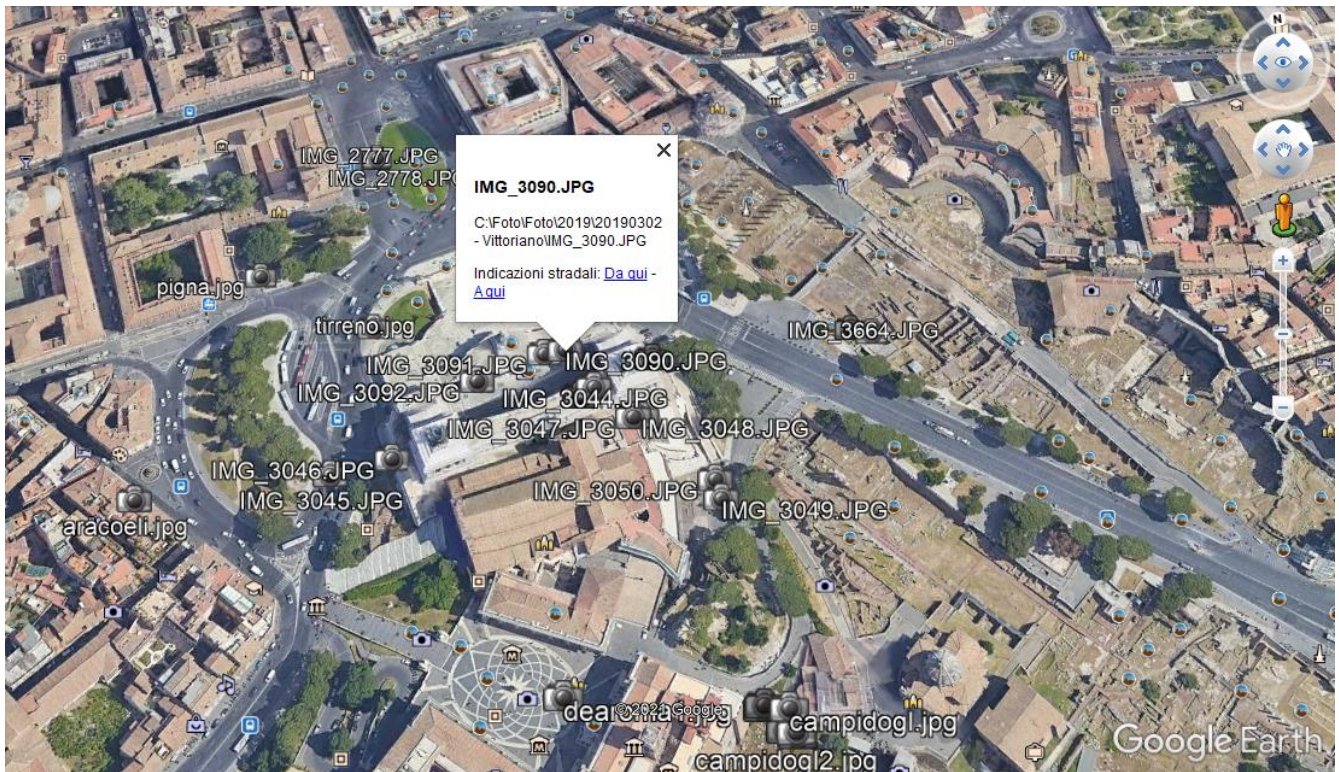 N
IMG_2777.JPG
IMG_2778.JPG
IMG_3090.JPG
C:\Foto\Foto\2019\20190302
- Vittoriano\IMG_3090.JPG
Indicazioni stradali: Da qui -
A qui
pigna.jpg
tirreno.jpg
IMG_3664.JPG
IMG_3091.JPG
IMG_3090.JPG
IMG_3092.JPG
IMG_3044.JPG
IMG_3047.JPG
IMG_3048.JPG
IMG_3046.JPG
IMG_3045.JPG
IMG_3050.JPG
IMG_3049.JPG
aracoeli.jpg
© 2021 Google
campidogl.jpg
campidogl2.jpg
Google Earth